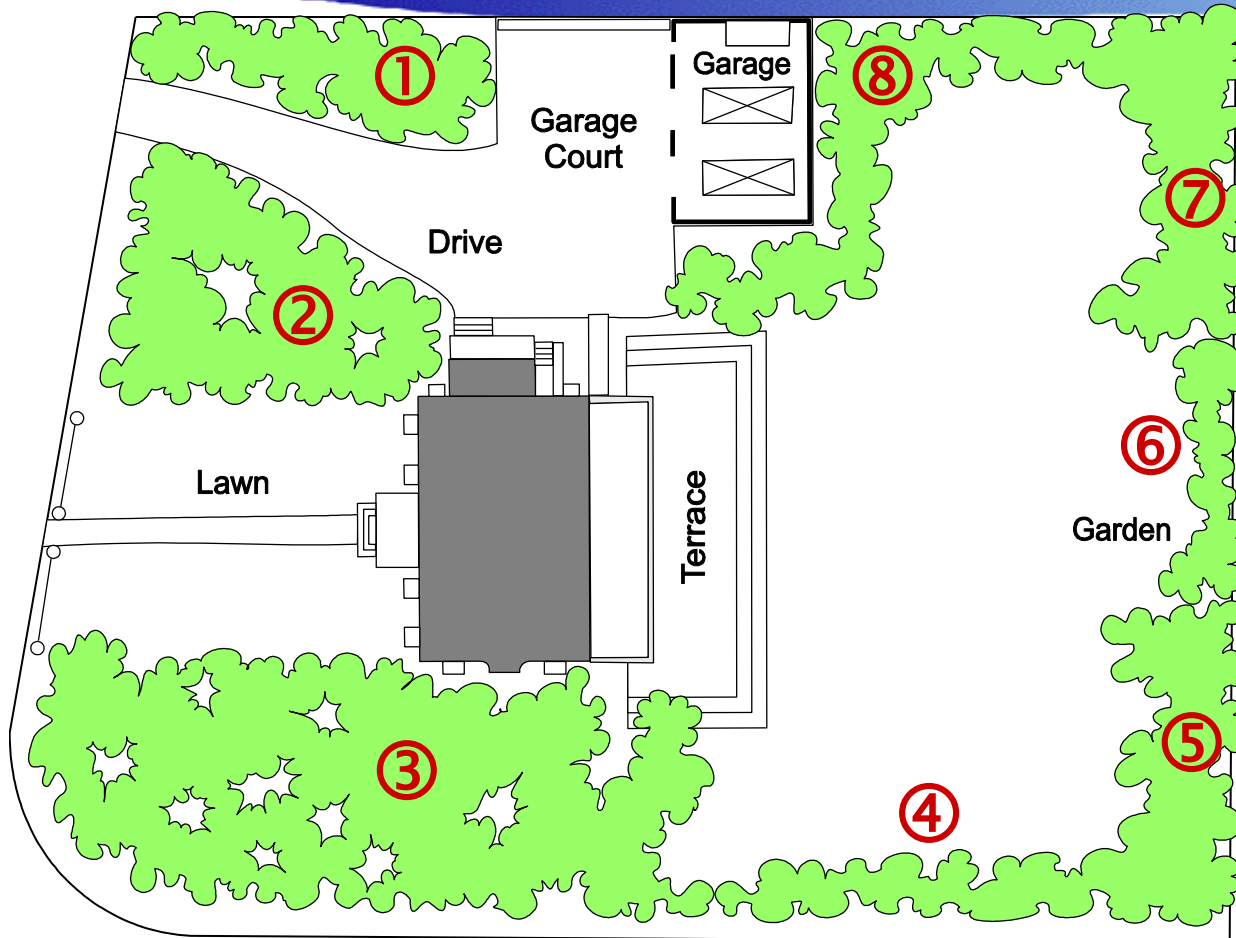 ①
Garage
⑧
Garage
Court
⑦
Drive
②
⑥
Lawn
Terrace
Garden
⑤
③
④